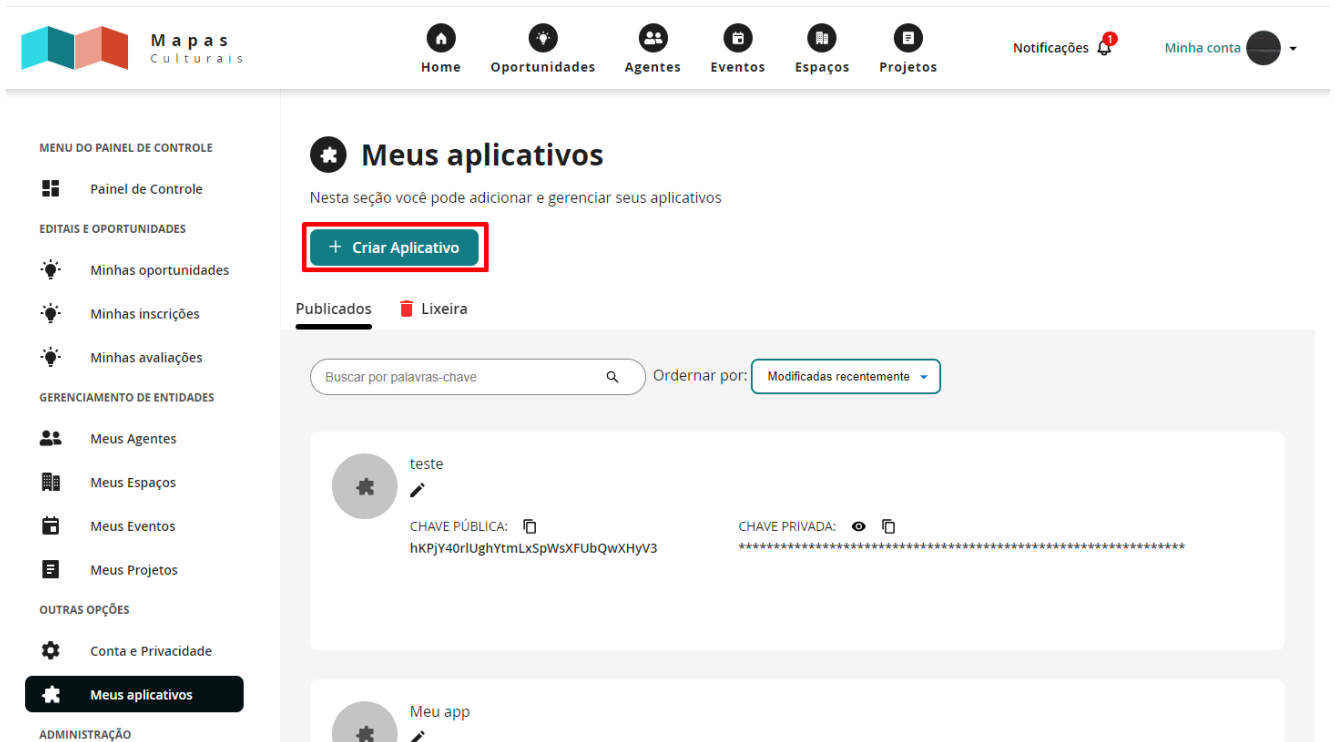 Mapas
Culturais
Home
Oportunidades
Agentes
Eventos
Espaços
Projetos
Notificações
1
Minha conta
MENU DO PAINEL DE CONTROLE
Painel de Controle
EDITAIS E OPORTUNIDADES
Minhas oportunidades
Minhas inscrições
Minhas avaliações
GERENCIAMENTO DE ENTIDADES
Meus Agentes
Meus Espaços
Meus Eventos
Meus Projetos
OUTRAS OPÇÕES
Conta e Privacidade
Meus aplicativos
ADMINISTRAÇÃO
Meus aplicativos
Nesta seção você pode adicionar e gerenciar seus aplicativos
+ Criar Aplicativo
Publicados
Lixeira
Buscar por palavras-chave
Ordernar por:
Modificadas recentemente
teste
CHAVE PÚBLICA:
hKPjY40rlUghYtmLxSpWsXFUbQwXHyV3
CHAVE PRIVADA:
****************************************************************
Meu app